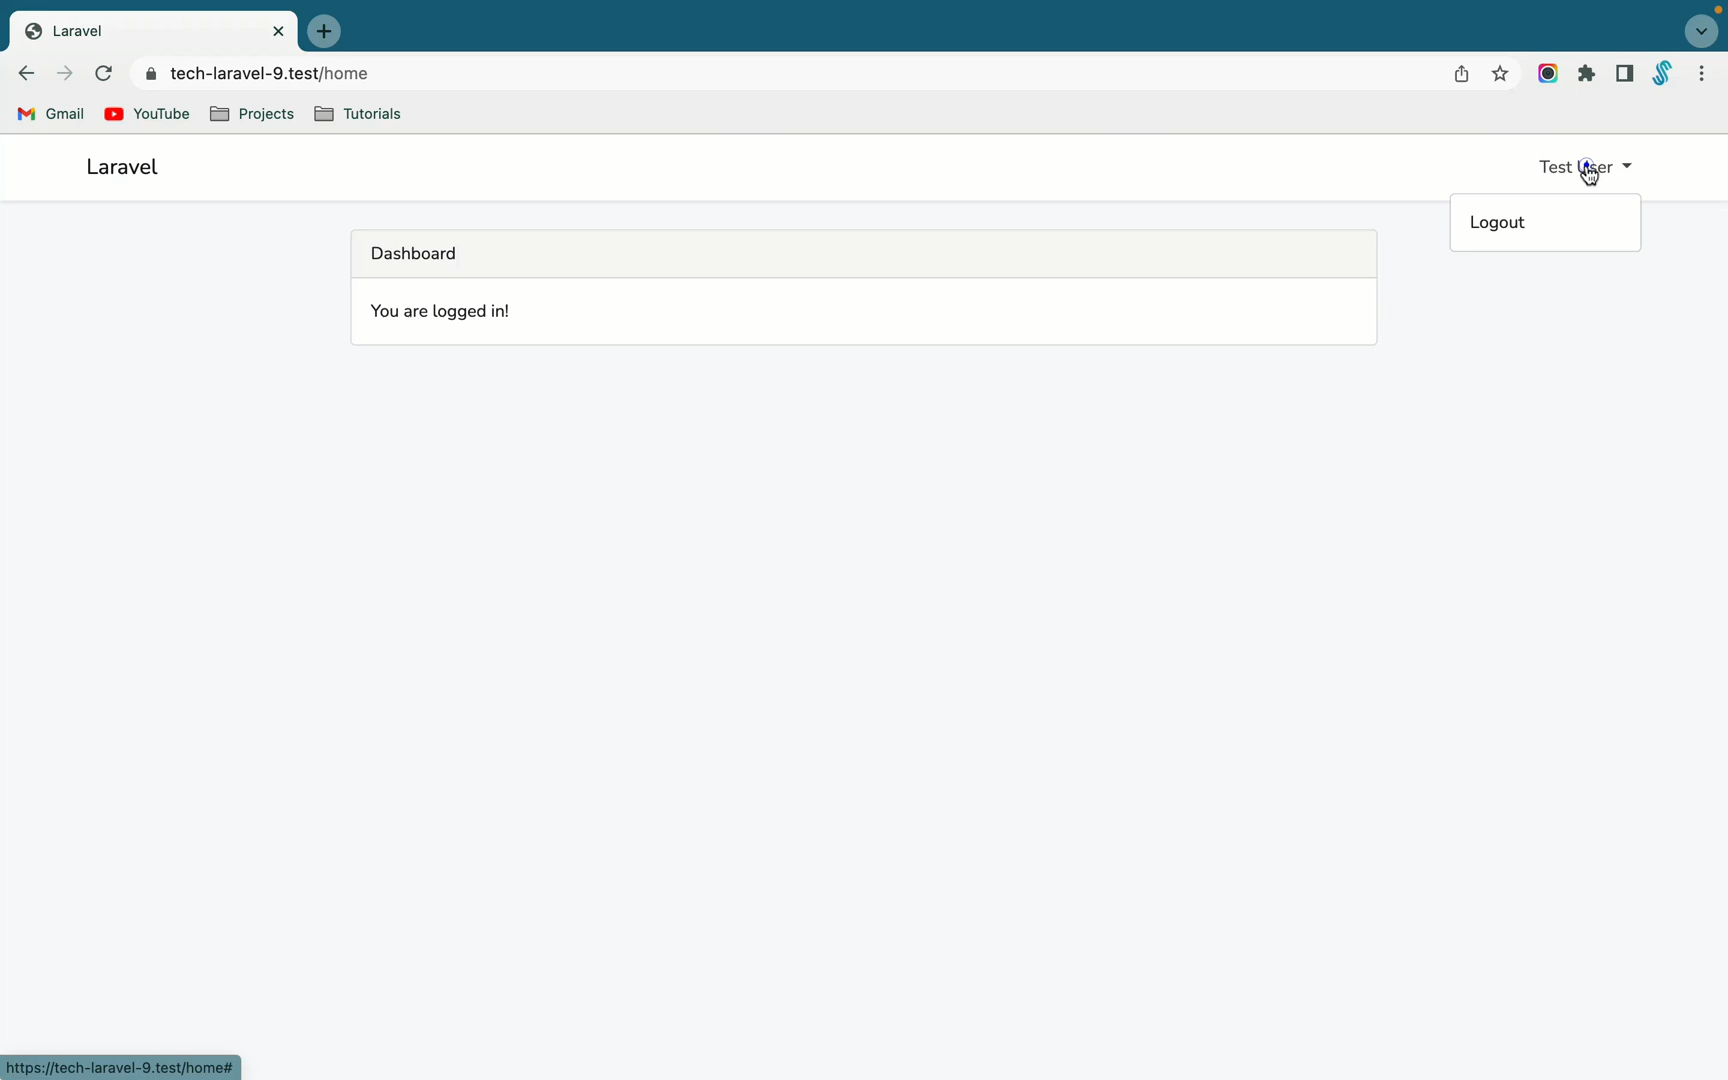 Laravel
tech-laravel-9.test/home
Gmail YouTube Projects Tutorials
Laravel
Test User
Logout
Dashboard
You are logged in!
https://tech-laravel-9.test/home#